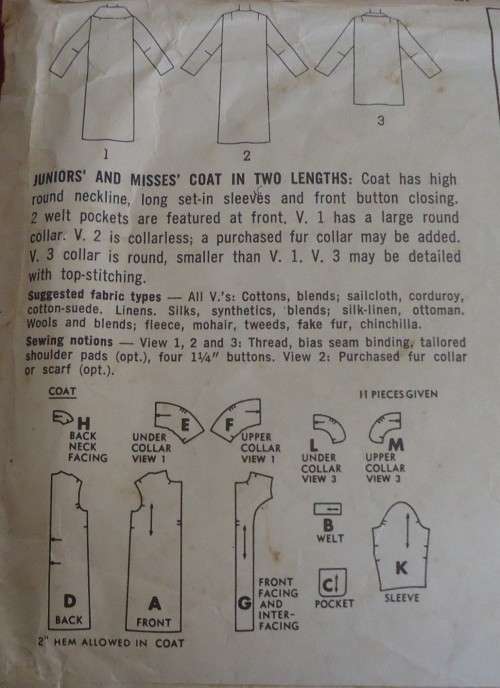 1
2
3
JUNIORS' AND MISSES' COAT IN TWO LENGTHS: Coat has high
round neckline, long set-in sleeves and front button closing.
2 welt pockets are featured at front. V. 1 has a large round
collar. V. 2 is collarless; a purchased fur collar may be added.
V. 3 collar is round, smaller than V. 1. V. 3 may be detailed
with top-stitching.
Suggested fabric types — All V.'s: Cottons, blends; sailcloth, corduroy,
cotton-suede. Linens. Silks, synthetics, blends; silk-linen, ottoman.
Wools and blends; fleece, mohair, tweeds, fake fur, chinchilla.
Sewing notions — View 1, 2 and 3: Thread, bias seam binding, tailored
shoulder pads (opt.), four 1¼" buttons. View 2: Purchased fur collar
or scarf (opt.).
COAT
11 PIECES GIVEN
H
BACK
NECK
FACING
E
UNDER
COLLAR
VIEW 1
F
UPPER
COLLAR
VIEW 1
L
UNDER
COLLAR
VIEW 3
M
UPPER
COLLAR
VIEW 3
D
BACK
A
FRONT
G
FRONT
FACING
AND
INTER-
FACING
B
WELT
C
POCKET
K
SLEEVE
2" HEM ALLOWED IN COAT